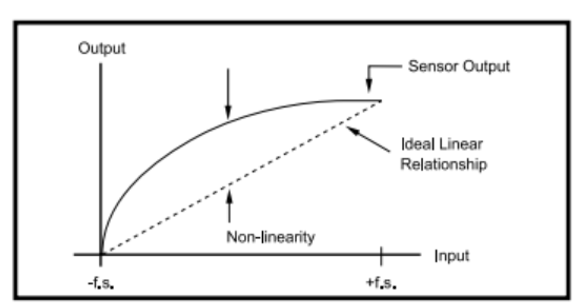 Output
Sensor Output
Ideal Linear
Relationship
Non-linearity
Input
-f.s.
+f.s.